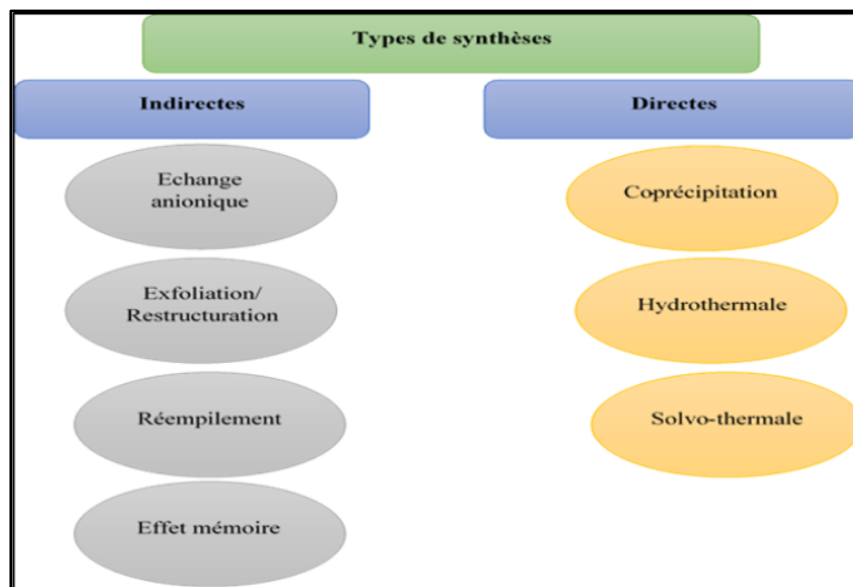 Types de synthèses
Indirectes
Directes
Echange
anionique
Exfoliation/
Restructuration
Réempilement
Effet mémoire
Coprécipitation
Hydrothermale
Solvo-thermale